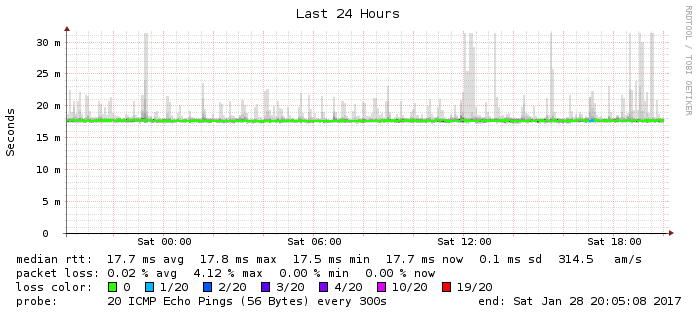 Last 24 Hours
RRDTOOL / TOBI OETIKER
Seconds
30 m
25 m
20 m
15 m
10 m
5 m
0
Sat 00:00 Sat 06:00 Sat 12:00 Sat 18:00
median rtt: 17.7 ms avg 17.8 ms max 17.5 ms min 17.7 ms now 0.1 ms sd 314.5 am/s
packet loss: 0.02 % avg 4.12 % max 0.00 % min 0.00 % now
loss color: 0 1/20 2/20 3/20 4/20 10/20 19/20
probe: 20 ICMP Echo Pings (56 Bytes) every 300s end: Sat Jan 28 20:05:08 2017